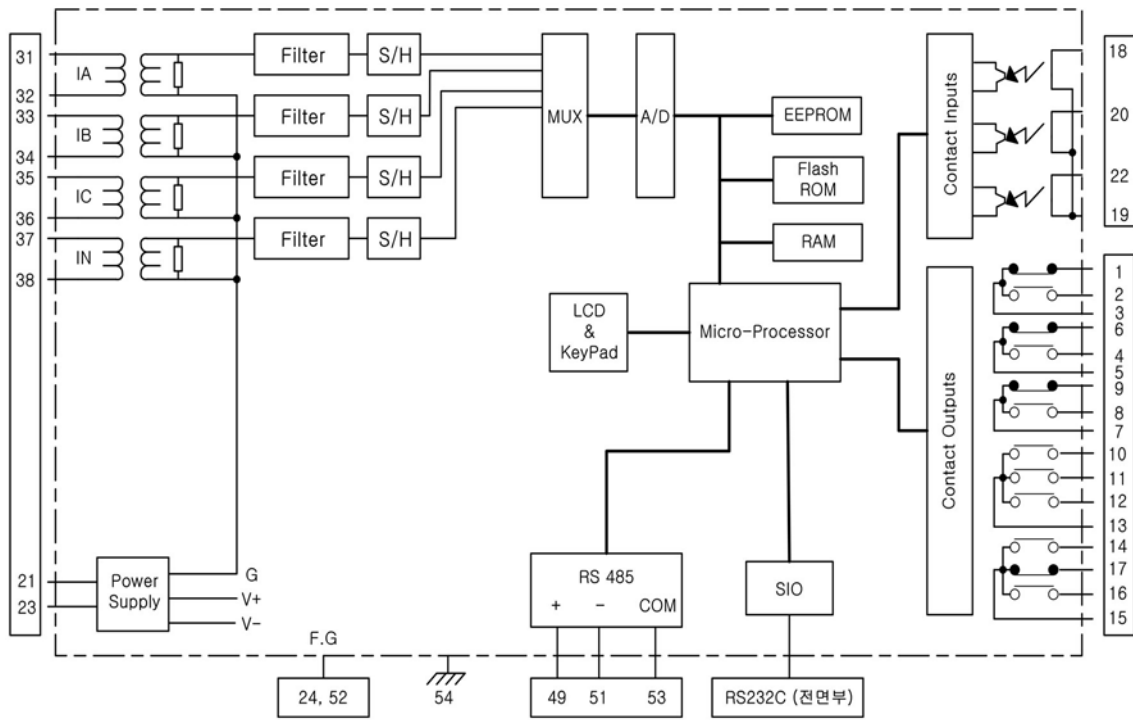 31
IA
32
33
IB
34
35
IC
36
37
IN
38
Filter
S/H
Filter
S/H
Filter
S/H
Filter
S/H
MUX
A/D
EEPROM
Flash
ROM
RAM
LCD
&
KeyPad
Micro-Processor
Contact Inputs
18
20
22
19
Contact Outputs
1
2
3
6
4
5
9
8
7
10
11
12
13
14
17
16
15
21
23
Power
Supply
G
V+
V-
RS 485
+ - COM
SIO
F.G
24, 52
54
49 51 53
RS232C (전면부)